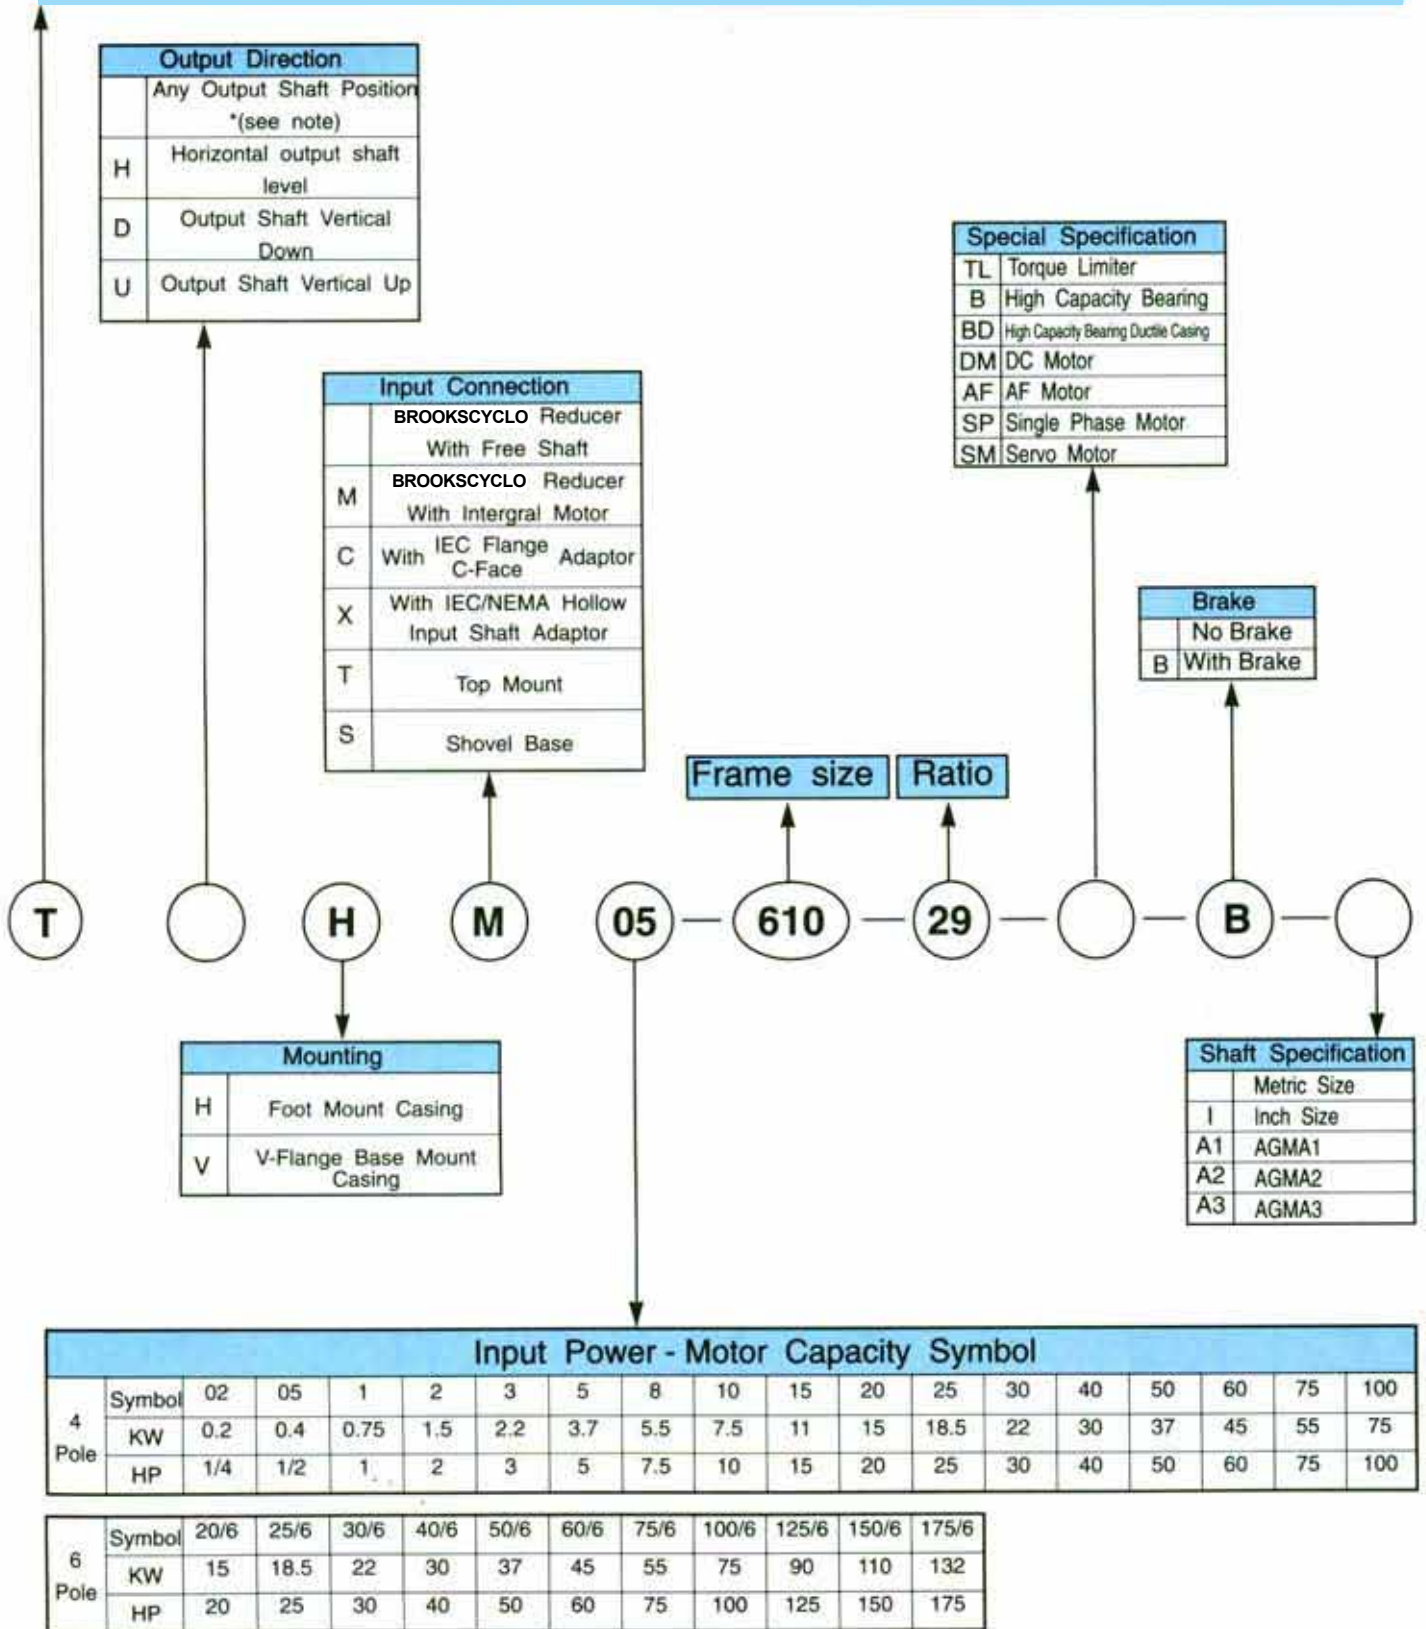 Output Direction
Any Output Shaft Position
*(see note)
H Horizontal output shaft
level
D Output Shaft Vertical
Down
U Output Shaft Vertical Up
Special Specification
TL Torque Limiter
B High Capacity Bearing
BD High Capacity Bearing Ductile Casing
DM DC Motor
AF AF Motor
SP Single Phase Motor
SM Servo Motor
Input Connection
BROOKSCYCLO Reducer
With Free Shaft
M BROOKSCYCLO Reducer
With Intergral Motor
C With IEC Flange C-Face Adaptor
X With IEC/NEMA Hollow
Input Shaft Adaptor
T Top Mount
S Shovel Base
Brake
No Brake
B With Brake
Frame size Ratio
T H M 05 — 610 — 29 — — B —
Mounting
H Foot Mount Casing
V V-Flange Base Mount
Casing
Shaft Specification
Metric Size
I Inch Size
A1 AGMA1
A2 AGMA2
A3 AGMA3
Input Power - Motor Capacity Symbol
4 Pole
Symbol 02 05 1 2 3 5 8 10 15 20 25 30 40 50 60 75 100
KW 0.2 0.4 0.75 1.5 2.2 3.7 5.5 7.5 11 15 18.5 22 30 37 45 55 75
HP 1/4 1/2 1 2 3 5 7.5 10 15 20 25 30 40 50 60 75 100
6 Pole
Symbol 20/6 25/6 30/6 40/6 50/6 60/6 75/6 100/6 125/6 150/6 175/6
KW 15 18.5 22 30 37 45 55 75 90 110 132
HP 20 25 30 40 50 60 75 100 125 150 175